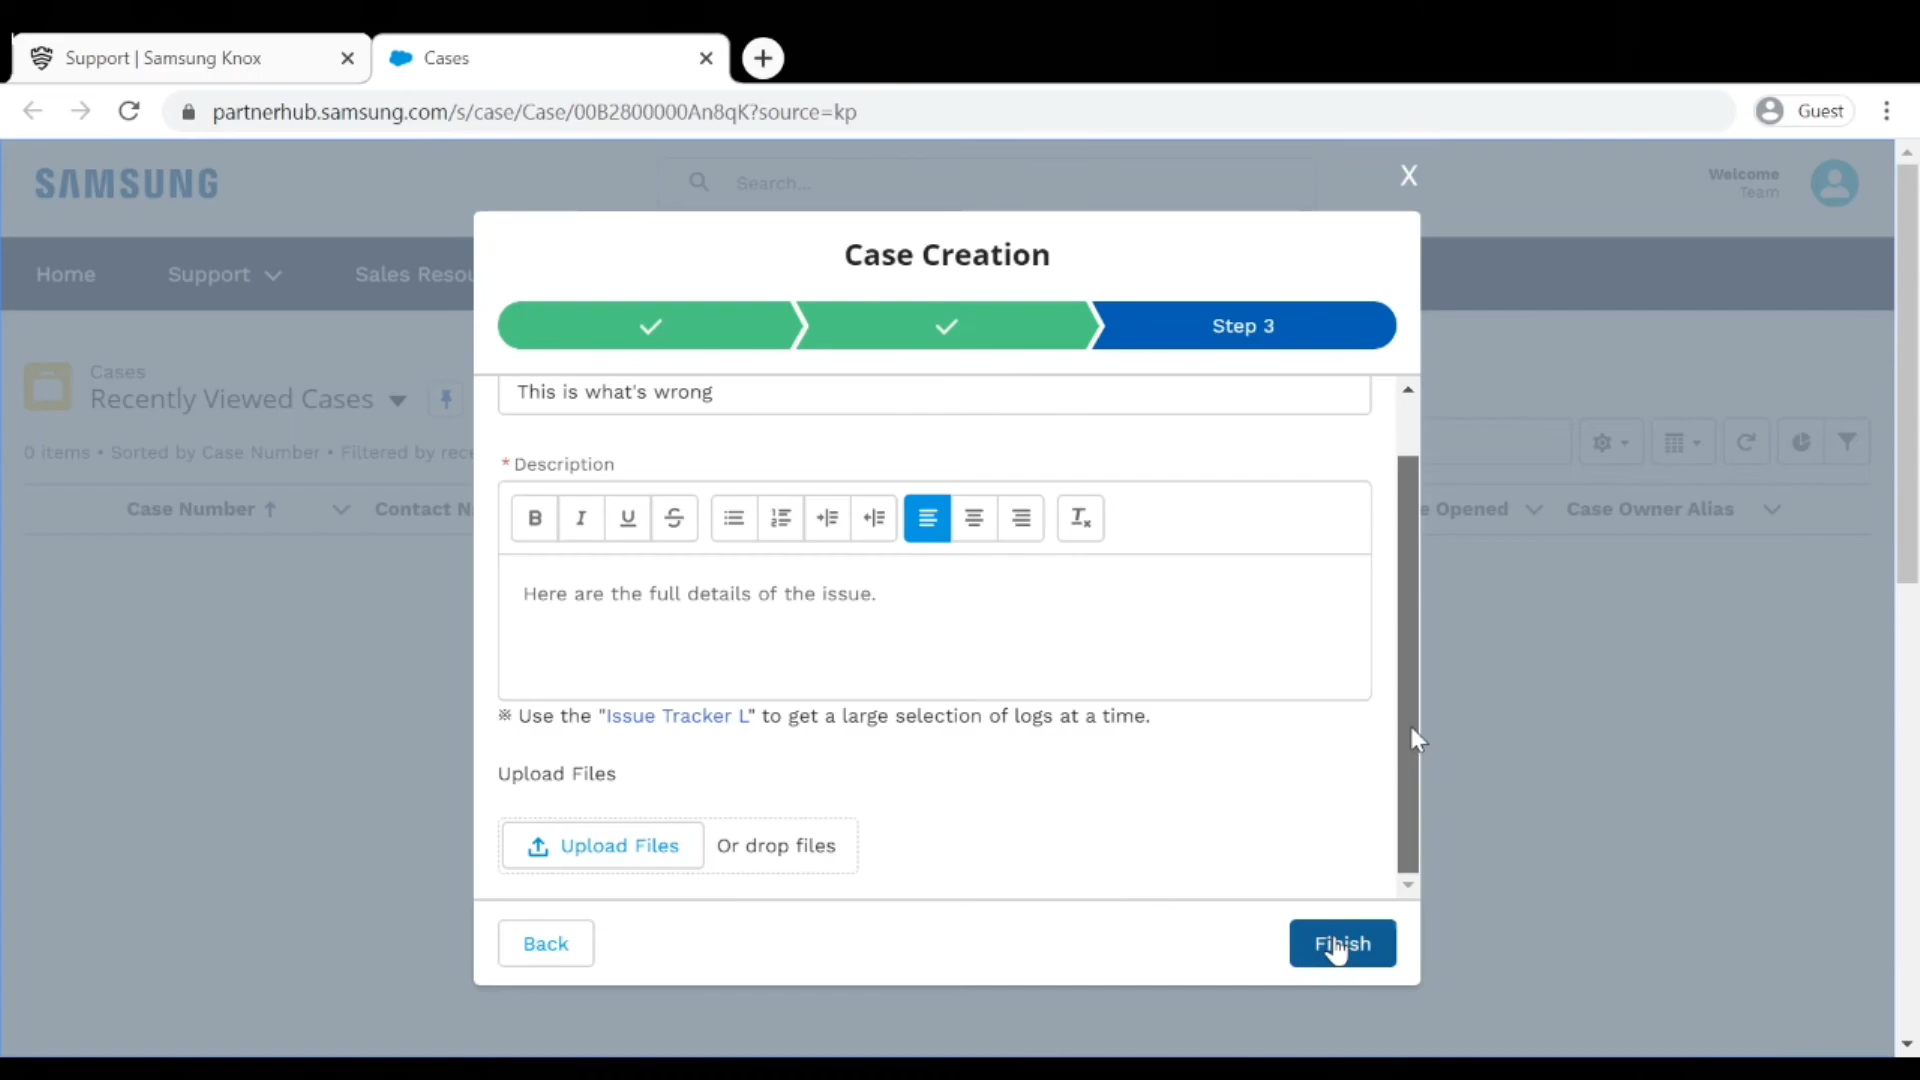 Support | Samsung Knox
Cases
partnerhub.samsung.com/s/case/Case/00B2800000An8qK?source=kp
Guest
SAMSUNG
Search...
X
Welcome
Team
Case Creation
Home
Support
Sales Resou
Step 3
Cases
Recently Viewed Cases
This is what's wrong
0 items • Sorted by Case Number • Filtered by rece
* Description
Case Number
Contact N
e Opened
Case Owner Alias
Here are the full details of the issue.
※ Use the "Issue Tracker L" to get a large selection of logs at a time.
Upload Files
Upload Files
Or drop files
Back
Finish